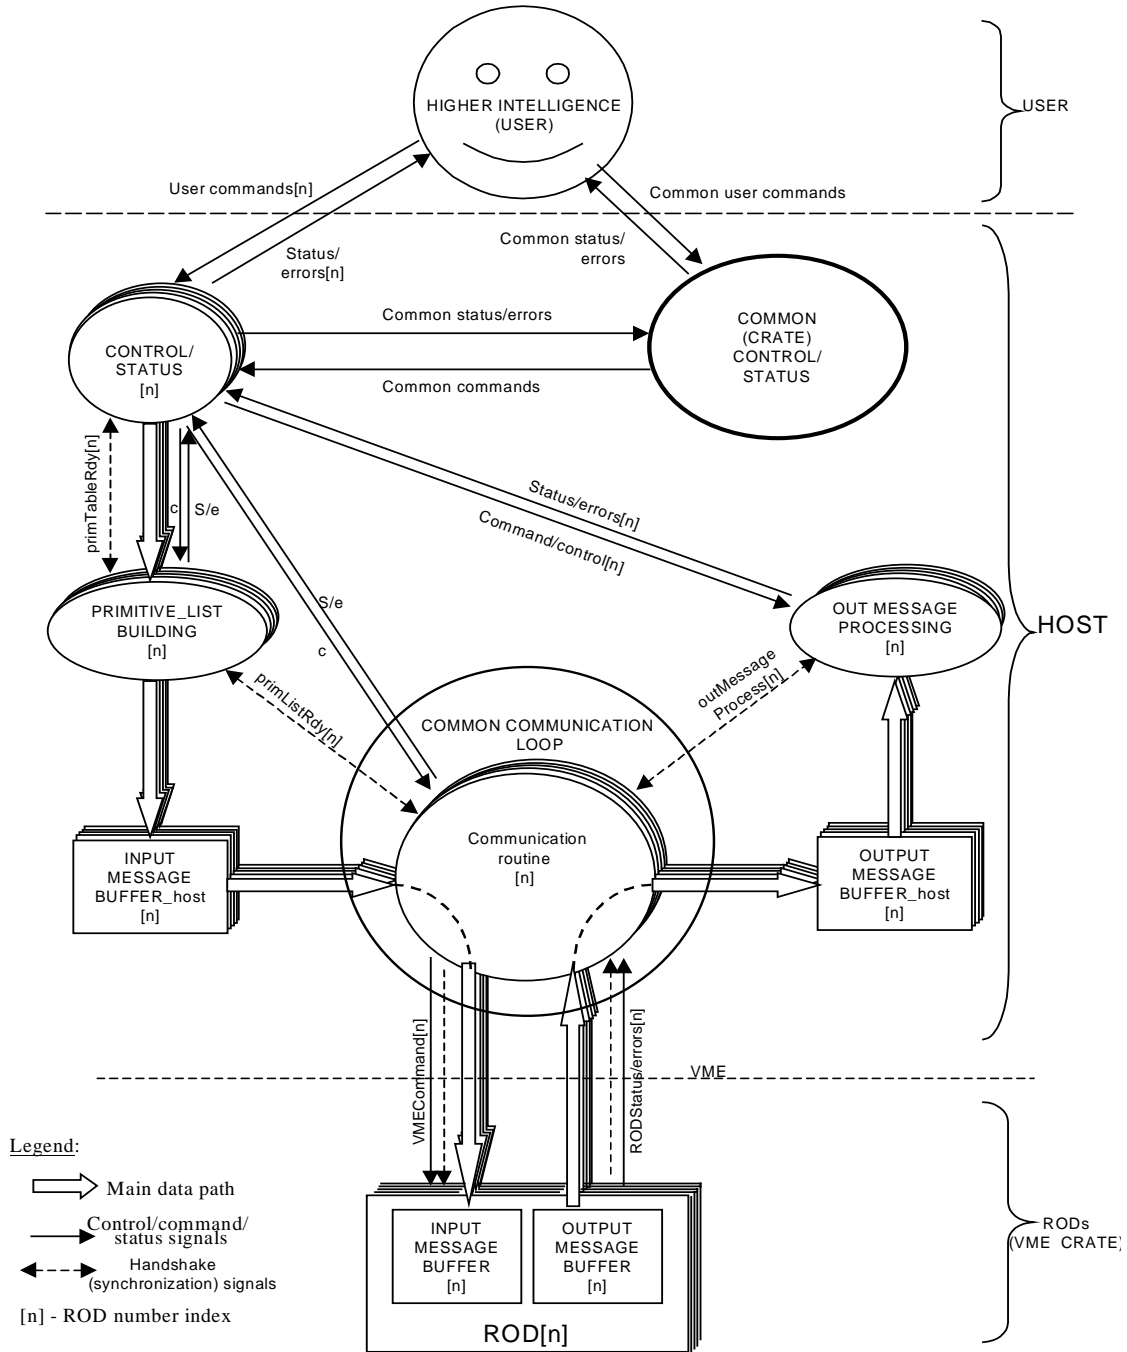 HIGHER INTELLIGENCE
(USER)
USER
User commands[n]
Common user commands
Status/
errors[n]
Common status/
errors
Common status/errors
COMMON
(CRATE)
CONTROL/
STATUS
CONTROL/
STATUS
[n]
Common commands
primTableRdy[n]
c
S/e
Status/errors[n]
Command/control[n]
S/e
c
PRIMITIVE_LIST
BUILDING
[n]
OUT MESSAGE
PROCESSING
[n]
HOST
primListRdy[n]
outMessage
Process[n]
COMMON COMMUNICATION
LOOP
Communication
routine
[n]
INPUT
MESSAGE
BUFFER_host
[n]
OUTPUT
MESSAGE
BUFFER_host
[n]
VMECommand[n]
RODStatus/errors[n]
VME
Legend:
Main data path
Control/command/
status signals
Handshake
(synchronization) signals
[n] - ROD number index
INPUT
MESSAGE
BUFFER
[n]
OUTPUT
MESSAGE
BUFFER
[n]
ROD[n]
RODs
(VME CRATE)